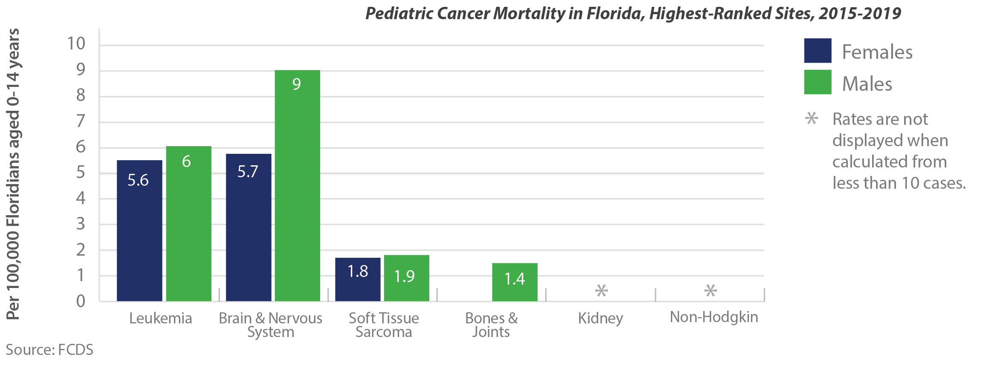 Pediatric Cancer Mortality in Florida, Highest-Ranked Sites, 2015-2019
Per 100,000 Floridians aged 0-14 years
10
9
8
7
6
5
4
3
2
1
0
5.6
6
5.7
9
1.8
1.9
1.4
*
*
Leukemia
Brain & Nervous
System
Soft Tissue
Sarcoma
Bones &
Joints
Kidney
Non-Hodgkin
Females
Males
* Rates are not
displayed when
calculated from
less than 10 cases.
Source: FCDS